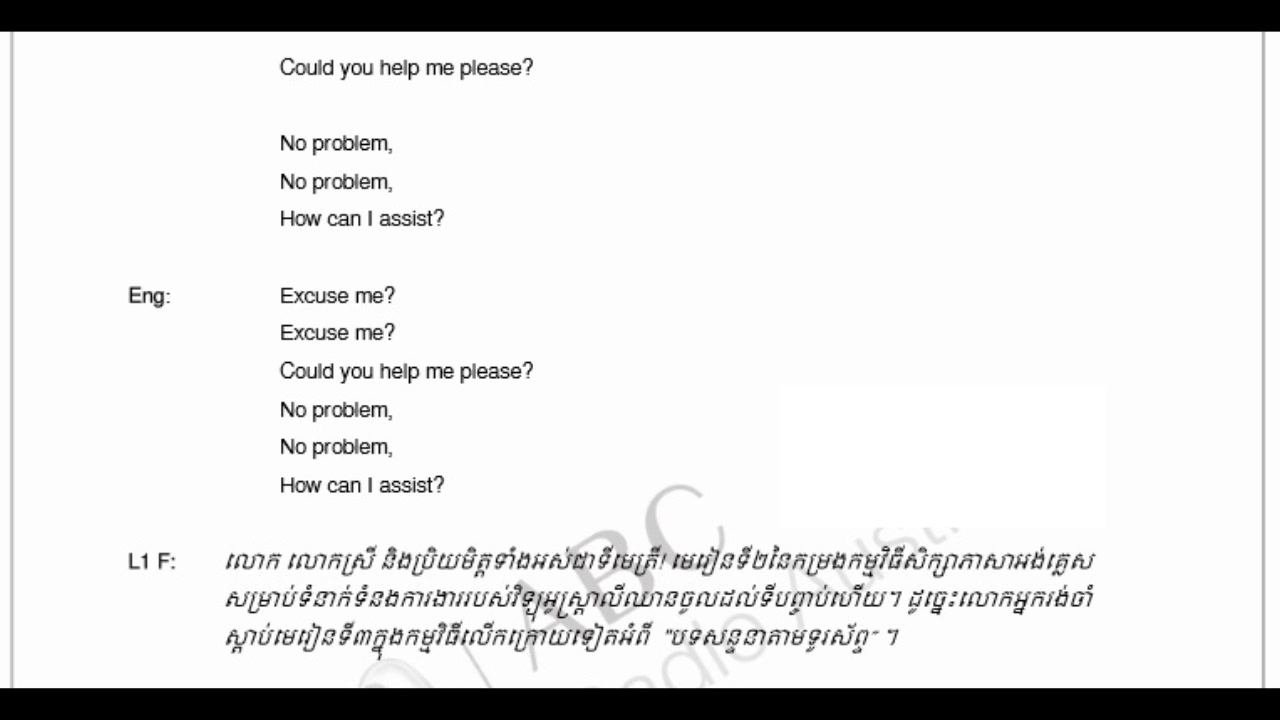 Could you help me please?
No problem,
No problem,
How can I assist?
Eng: Excuse me?
Excuse me?
Could you help me please?
No problem,
No problem,
How can I assist?
L1 F: លោក លោកស្រី និងប្រិយមិត្តទាំងអស់ជាទីមេត្រី! មេរៀនទី២នៃកម្រងកម្មវិធីសិក្សាភាសាអង់គ្លេស
សម្រាប់ទំនាក់ទំនងការងាររបស់វិទ្យុអូស្ត្រាលីឈានចូលដល់ទីបញ្ចប់ហើយ។ ដូច្នេះលោកអ្នករង់ចាំ
ស្តាប់មេរៀនទី៣ក្នុងកម្មវិធីលើកក្រោយទៀតអំពី "បទសន្ទនាតាមទូរស័ព្ទ" ។
ABC
Radio Aust